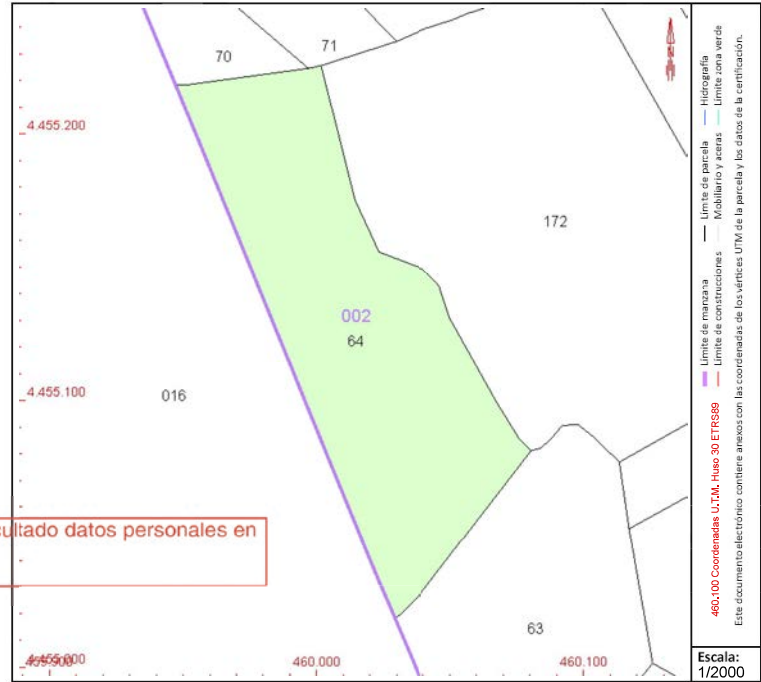 70
71
4.455.200
172
002
64
4.455.100
016
cultado datos personales en
63
460.000
460.100
Límite de manzana
Límite de parcela
Hidrografía
460.100 Coordenadas U.T.M. Huso 30 ETRS89
Límite de construcciones
Mobiliario y aceras
Límite zona verde
Este documento electrónico contiene anexos con las coordenadas de los vértices UTM de la parcela y los datos de la certificación.
Escala:
1/2000